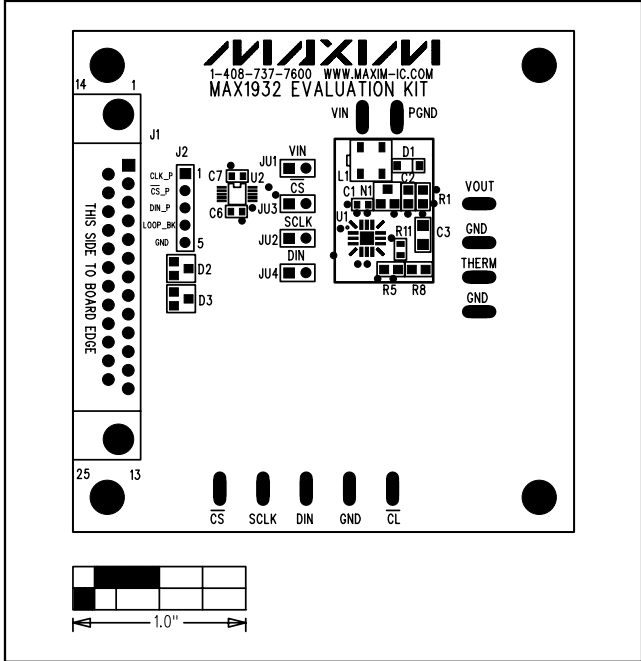 MAXIM
1-408-737-7600 WWW.MAXIM-IC.COM
MAX1932 EVALUATION KIT
14 1
VIN PGND
J1
J2
CLK_P 1
CS_P
DIN_P
LOOP_BK
GND 5
THIS SIDE TO BOARD EDGE
C7 U2
C6
D2
D3
VIN
JU1
CS
JU3
SCLK
JU2
DIN
JU4
D1
L1
C2
C1 N1
R1
U1
C3
R11
R5 R8
VOUT
GND
THERM
GND
25 13
CS SCLK DIN GND CL
1.0"